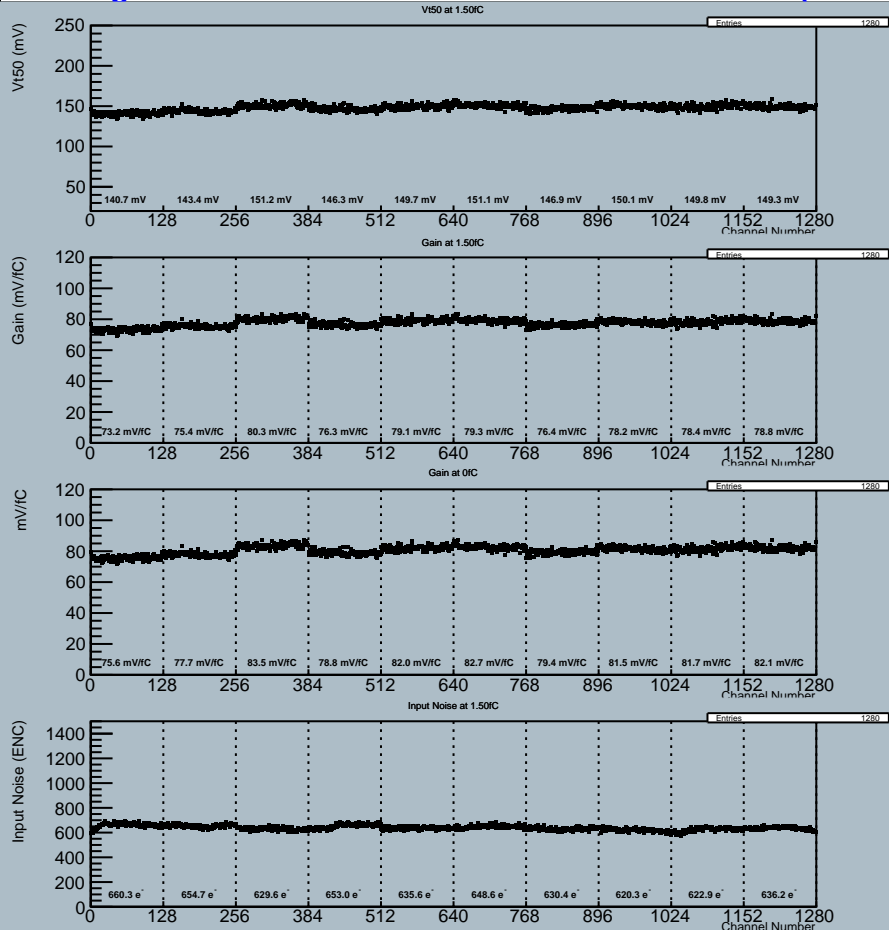 Vt50 at 1.50fC
Entries 1280
Vt50 (mV)
250
200
150
100
50
140.7 mV 143.4 mV 151.2 mV 146.3 mV 149.7 mV 151.1 mV 146.9 mV 150.1 mV 149.8 mV 149.3 mV
0 128 256 384 512 640 768 896 1024 1152 1280
Channel Number
Gain at 1.50fC
Entries 1280
Gain (mV/fC)
120
100
80
60
40
20
0
73.2 mV/fC 75.4 mV/fC 80.3 mV/fC 76.3 mV/fC 79.1 mV/fC 79.3 mV/fC 76.4 mV/fC 78.2 mV/fC 78.4 mV/fC 78.8 mV/fC
0 128 256 384 512 640 768 896 1024 1152 1280
Channel Number
Gain at 0fC
Entries 1280
mV/fC
120
100
80
60
40
20
0
75.6 mV/fC 77.7 mV/fC 83.5 mV/fC 78.8 mV/fC 82.0 mV/fC 82.7 mV/fC 79.4 mV/fC 81.5 mV/fC 81.7 mV/fC 82.1 mV/fC
0 128 256 384 512 640 768 896 1024 1152 1280
Channel Number
Input Noise at 1.50fC
Entries 1280
Input Noise (ENC)
1400
1200
1000
800
600
400
200
0
660.3 e⁻ 654.7 e⁻ 629.6 e⁻ 653.0 e⁻ 635.6 e⁻ 648.6 e⁻ 630.4 e⁻ 620.3 e⁻ 622.9 e⁻ 636.2 e⁻
0 128 256 384 512 640 768 896 1024 1152 1280
Channel Number